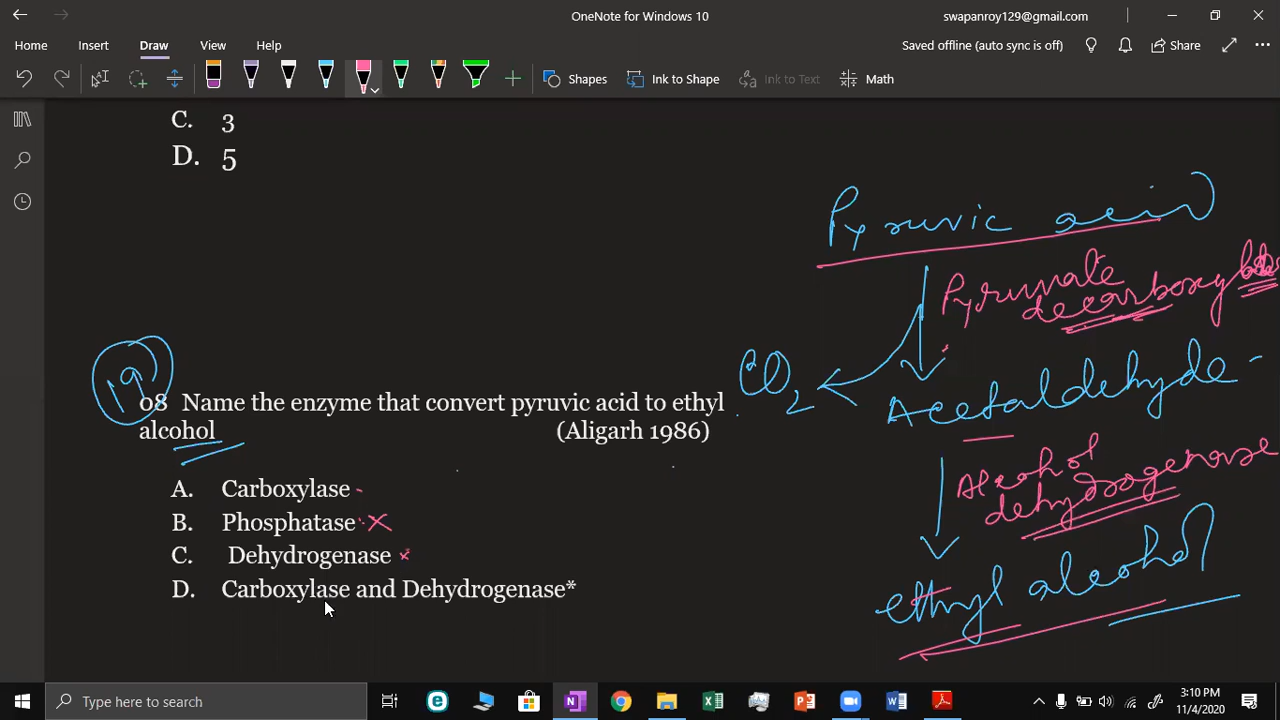 OneNote for Windows 10
swapanroy129@gmail.com
Home Insert Draw View Help
Saved offline (auto sync is off)
Share
Shapes
Ink to Shape
Ink to Text
Math
C. 3
D. 5
Pyruvic acid
Pyruvate
decarboxylase
CO2
Acetaldehyde
19
08 Name the enzyme that convert pyruvic acid to ethyl
alcohol (Aligarh 1986)
Alcohol
dehydrogenase
A. Carboxylase
B. Phosphatase
C. Dehydrogenase
D. Carboxylase and Dehydrogenase*
ethyl alcohol
Type here to search
3:10 PM
11/4/2020